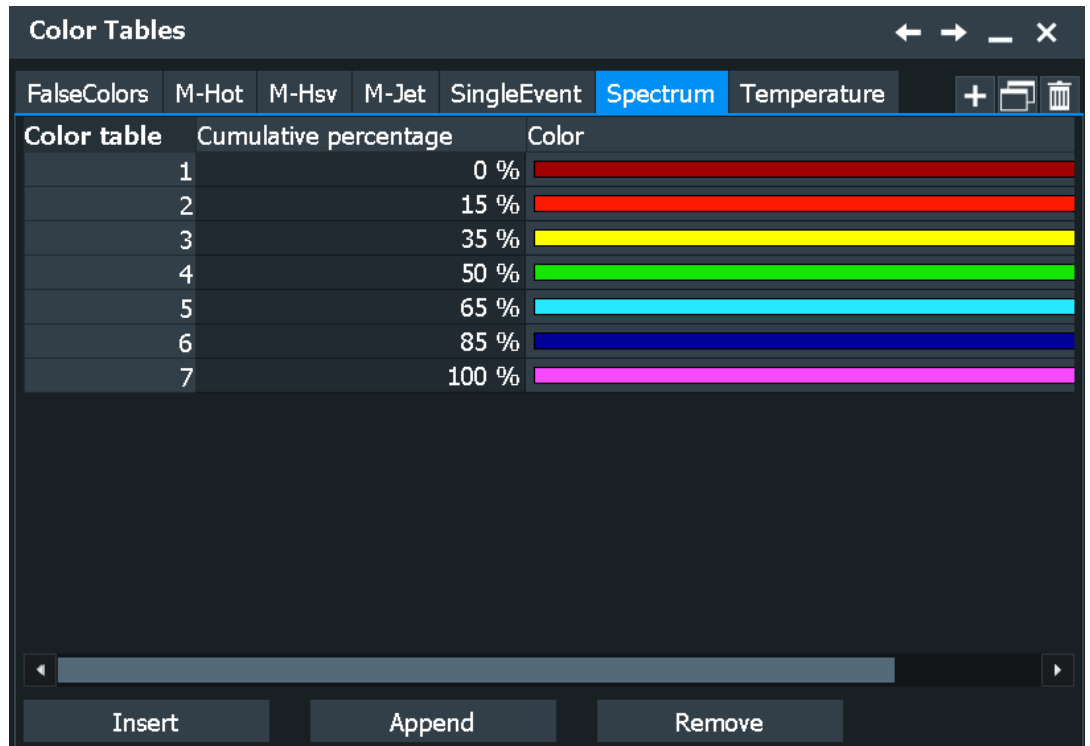 Color Tables
FalseColors M-Hot M-Hsv M-Jet SingleEvent Spectrum Temperature
Color table Cumulative percentage Color
1 0 %
2 15 %
3 35 %
4 50 %
5 65 %
6 85 %
7 100 %
Insert Append Remove